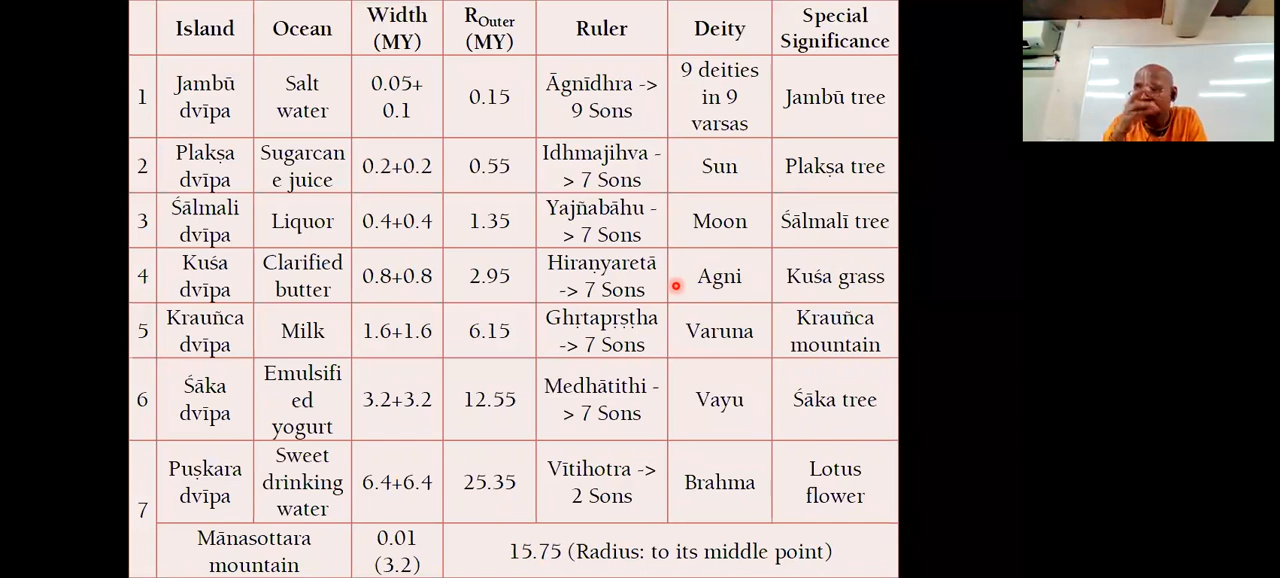 Island Ocean Width (MY) R Outer (MY) Ruler Deity Special Significance
1 Jambū dvīpa Salt water 0.05+ 0.1 0.15 Āgnīdhra -> 9 Sons 9 deities in 9 varsas Jambū tree
2 Plakṣa dvīpa Sugarcan e juice 0.2+0.2 0.55 Idhmajihva - > 7 Sons Sun Plakṣa tree
3 Śālmali dvīpa Liquor 0.4+0.4 1.35 Yajñabāhu - > 7 Sons Moon Śālmalī tree
4 Kuśa dvīpa Clarified butter 0.8+0.8 2.95 Hiraṇyaretā -> 7 Sons Agni Kuśa grass
5 Krauñca dvīpa Milk 1.6+1.6 6.15 Ghṛtapṛṣṭha -> 7 Sons Varuna Krauñca mountain
6 Śāka dvīpa Emulsifi ed yogurt 3.2+3.2 12.55 Medhātithi - > 7 Sons Vayu Śāka tree
7 Puṣkara dvīpa Sweet drinking water 6.4+6.4 25.35 Vītihotra -> 2 Sons Brahma Lotus flower
Mānasottara mountain 0.01 (3.2) 15.75 (Radius: to its middle point)